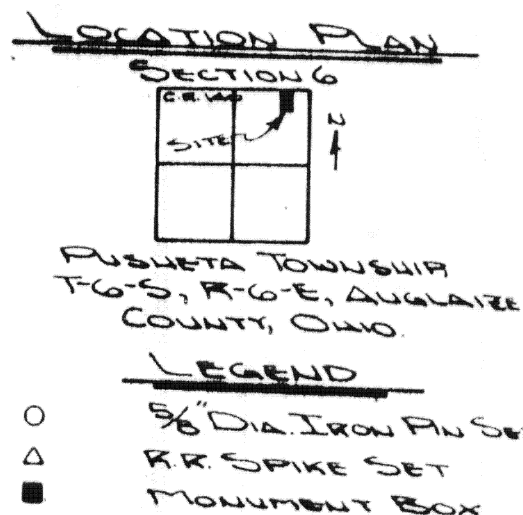 LOCATION PLAN
SECTION 6
C.R. 146
SITE
N
PUSHETA TOWNSHIP
T-6-S, R-6-E, AUGLAIZE
COUNTY, OHIO.
LEGEND
5/8" DIA. IRON PIN SE
R.R. SPIKE SET
MONUMENT BOX